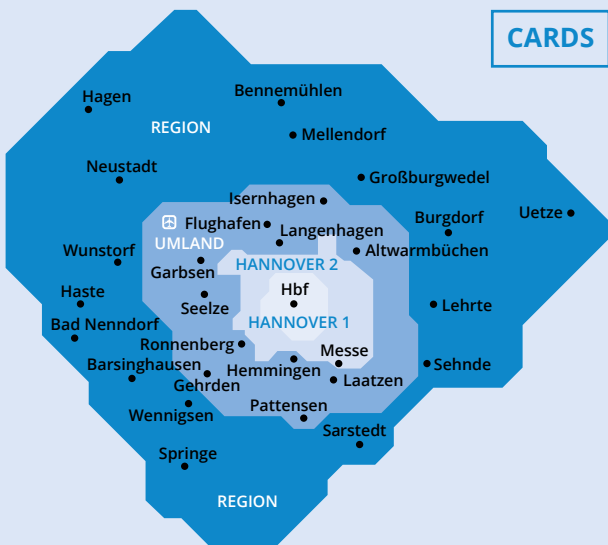 CARDS
Bennemühlen
Hagen
REGION
Mellendorf
Neustadt
Großburgwedel
Isernhagen
Uetze
Burgdorf
Flughafen
Langenhagen
UMLAND
Altwarmbüchen
Wunstorf
HANNOVER 2
Garbsen
Hbf
Haste
Lehrte
Seelze
HANNOVER 1
Bad Nenndorf
Ronnenberg
Messe
Barsinghausen
Hemmingen
Sehnde
Gehrden
Laatzen
Pattensen
Wennigsen
Sarstedt
Springe
REGION